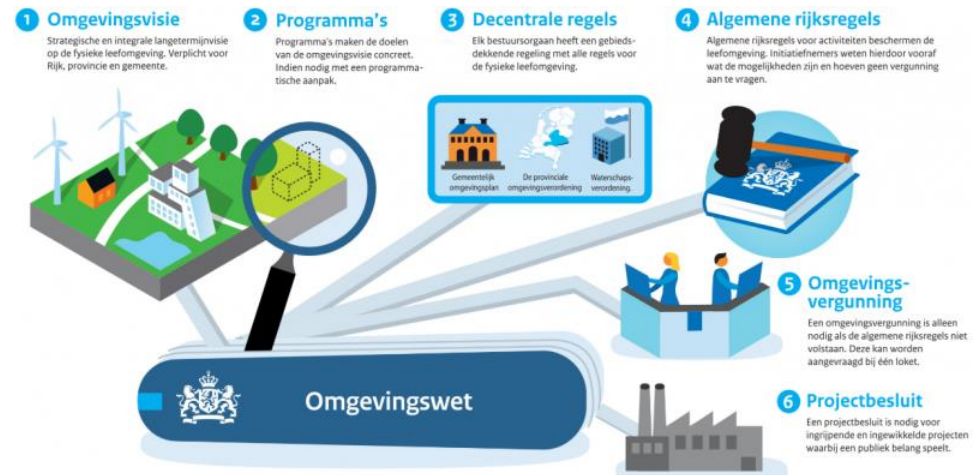 1 Omgevingsvisie
Strategische en integrale langetermijnvisie
op de fysieke leefomgeving. Verplicht voor
Rijk, provincie en gemeente.
2 Programma's
Programma's maken de doelen
van de omgevingsvisie concreet.
Indien nodig met een programma-
tische aanpak.
3 Decentrale regels
Elk bestuursorgaan heeft een gebieds-
dekkende regeling met alle regels voor
de fysieke leefomgeving.
Gemeentelijk
omgevingsplan
De provinciale
omgevingsverordening
Waterschaps-
verordening.
4 Algemene rijksregels
Algemene rijksregels voor activiteiten beschermen de
leefomgeving. Initiatiefnemers weten hierdoor vooraf
wat de mogelijkheden zijn en hoeven geen vergunning
aan te vragen.
5 Omgevings-
vergunning
Een omgevingsvergunning is alleen
nodig als de algemene rijksregels niet
volstaan. Deze kan worden
aangevraagd bij één loket.
6 Projectbesluit
Een projectbesluit is nodig voor
ingrijpende en ingewikkelde projecten
waarbij een publiek belang speelt.
Omgevingswet